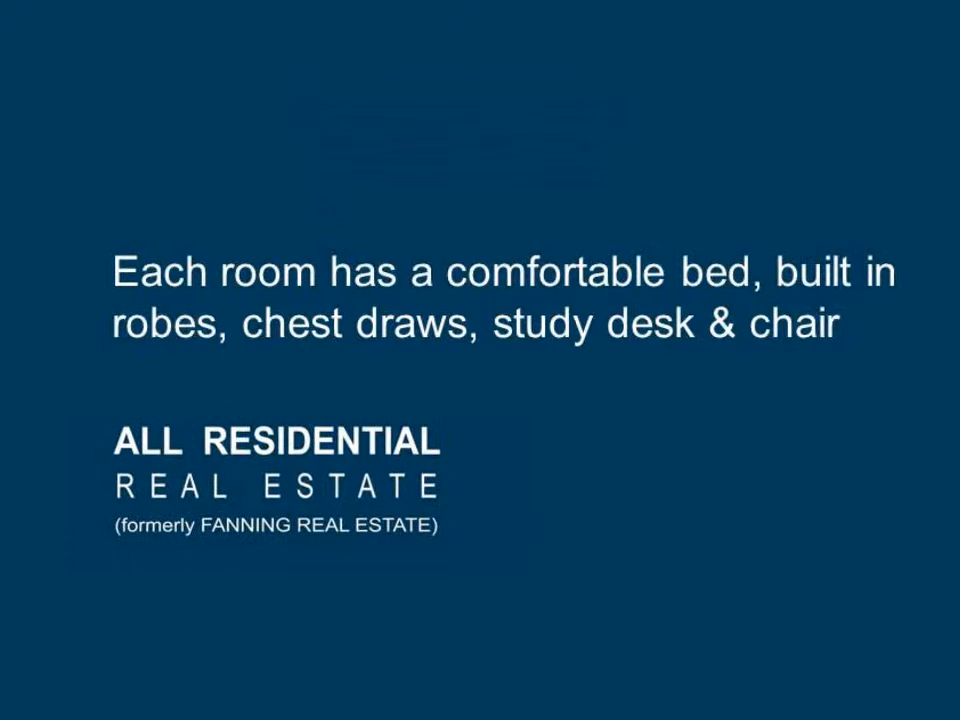 Each room has a comfortable bed, built in
robes, chest draws, study desk & chair
ALL RESIDENTIAL
REAL ESTATE
(formerly FANNING REAL ESTATE)